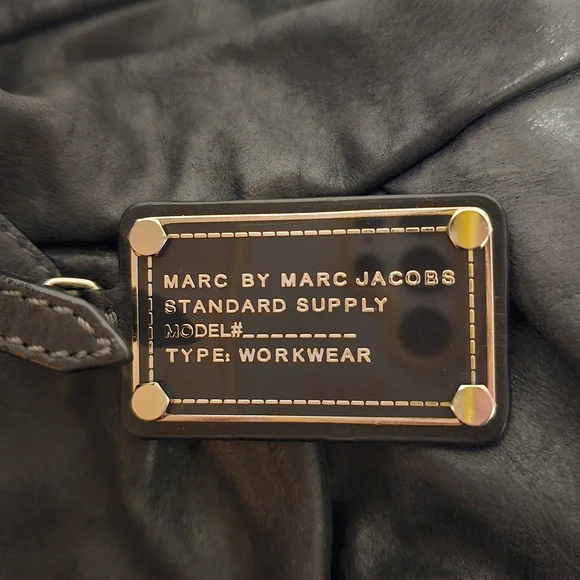 MARC BY MARC JACOBS
STANDARD SUPPLY
MODEL#________
TYPE: WORKWEAR